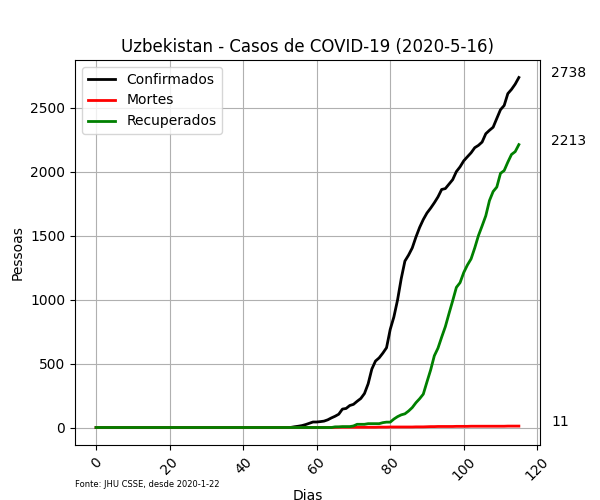 Uzbekistan - Casos de COVID-19 (2020-5-16)
Confirmados
Mortes
Recuperados
2738
2213
11
Pessoas
2500
2000
1500
1000
500
0
0
20
40
60
80
100
120
Dias
Fonte: JHU CSSE, desde 2020-1-22